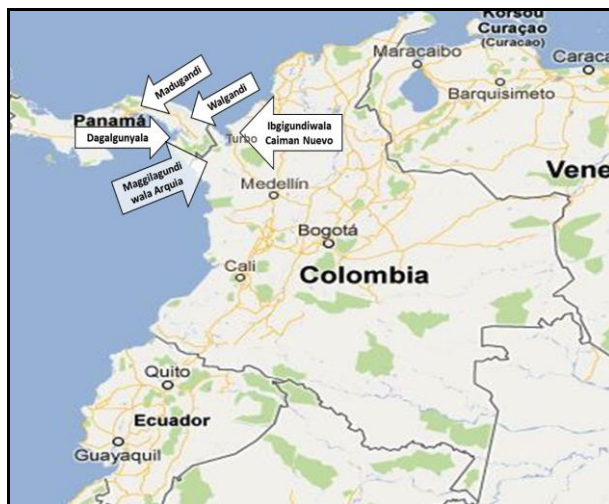 Korsou
Curaçao
(Curacao)
Maracaibo
Caraca
Barquisimeto
Madugandi
Walgandi
Panamá
Dagalgunyala
Turbo
Ibgigundiwala
Caiman Nuevo
Maggilagundi
wala Arquia
Vene
Medellín
Bogotá
Cali
Colombia
Quito
Ecuador
Guayaquil